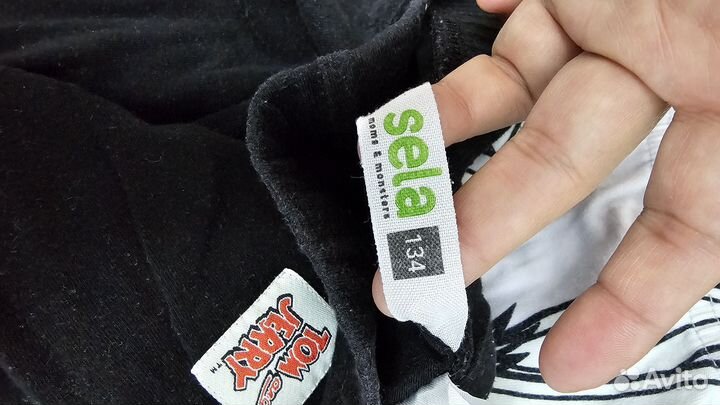 sela
moms & monsters
134
TOM AND
JERRY
TM
Avito